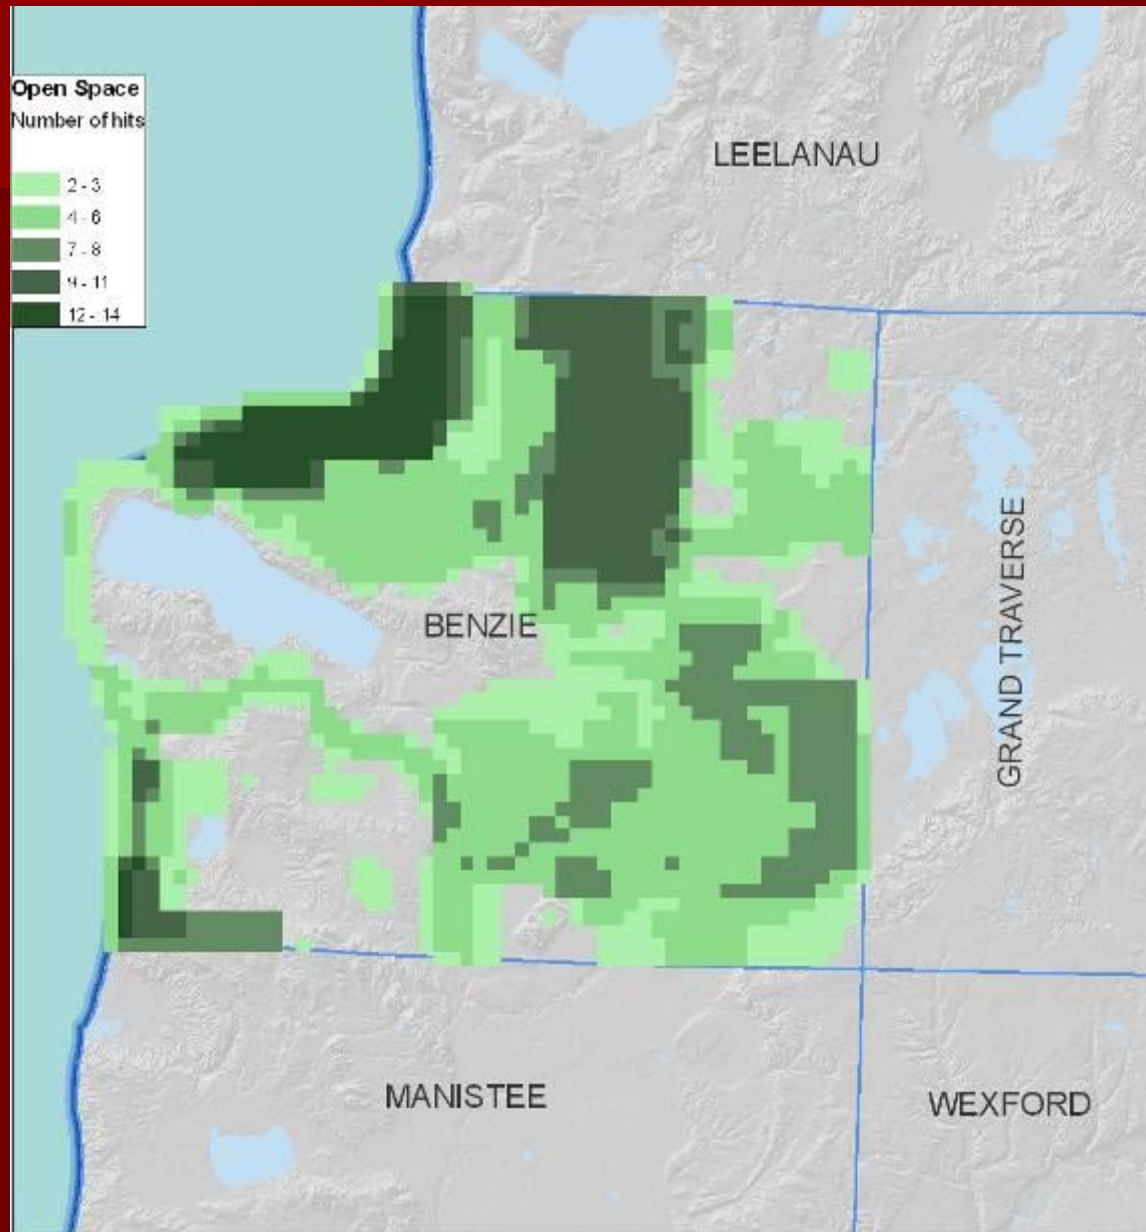 Open Space
Number of hits
2 - 3
4 - 6
7 - 8
9 - 11
12 - 14
LEELANAU
BENZIE
GRAND TRAVERSE
MANISTEE
WEXFORD